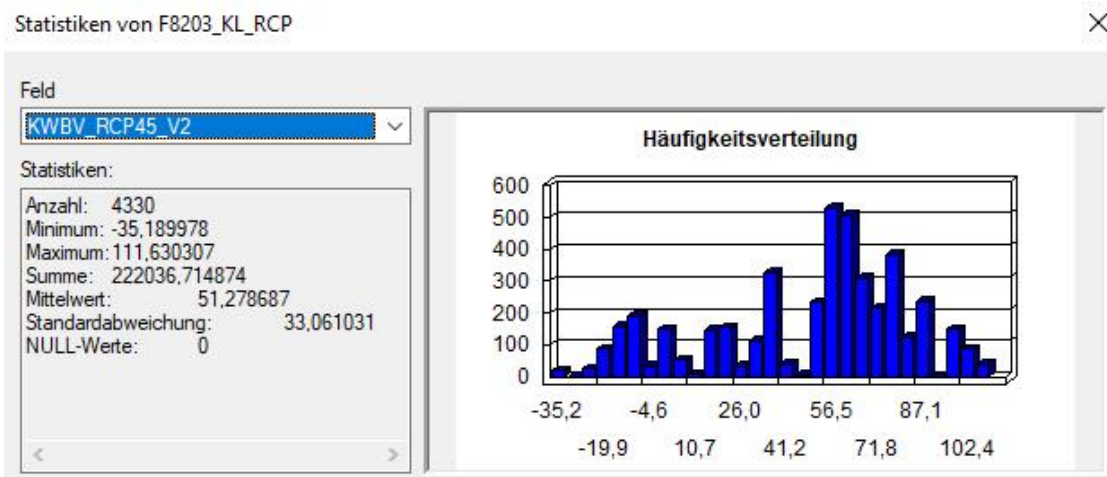 Statistiken von F8203_KL_RCP
Feld
KWBV_RCP45_V2
Statistiken:
Anzahl: 4330
Minimum: -35,189978
Maximum: 111,630307
Summe: 222036,714874
Mittelwert: 51,278687
Standardabweichung: 33,061031
NULL-Werte: 0
Häufigkeitsverteilung
600
500
400
300
200
100
0
-35,2 -4,6 26,0 56,5 87,1
-19,9 10,7 41,2 71,8 102,4